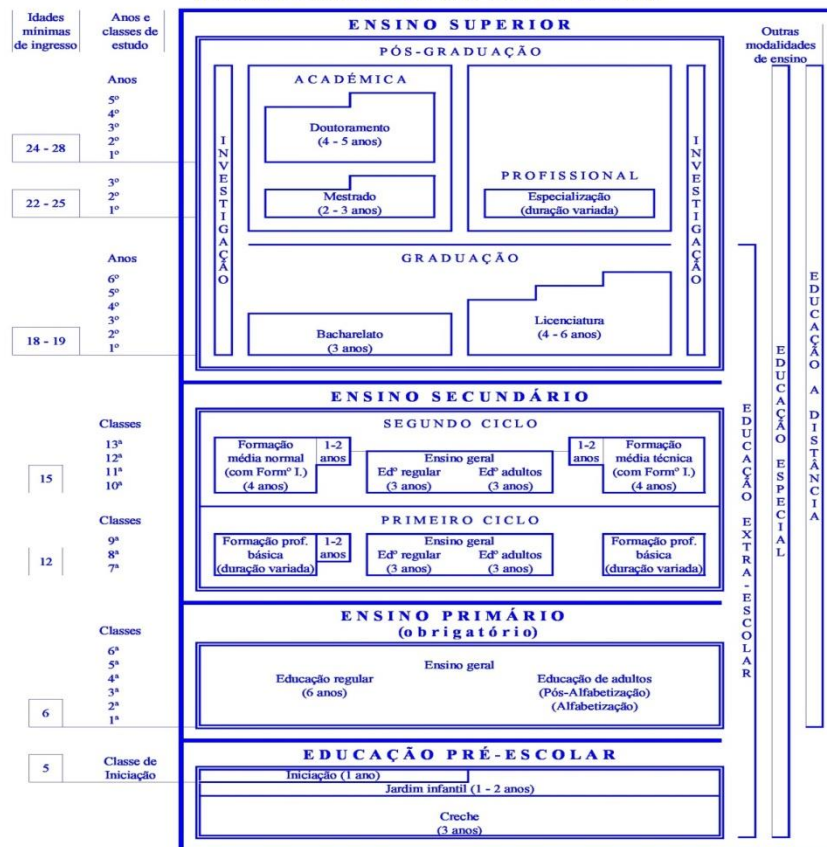 Idades
mínimas
de ingresso
Anos e
classes de
estudo
ENSINO SUPERIOR
PÓS-GRADUAÇÃO
Outras
modalidades
de ensino
Anos
5º
4º
3º
2º
1º
24 - 28
ACADÉMICA
Doutoramento
(4 - 5 anos)
3º
2º
1º
22 - 25
Mestrado
(2 - 3 anos)
PROFISSIONAL
Especialização
(duração variada)
INVESTIGAÇÃO
INVESTIGAÇÃO
GRADUAÇÃO
Anos
6º
5º
4º
3º
2º
1º
18 - 19
Bacharelato
(3 anos)
Licenciatura
(4 - 6 anos)
ENSINO SECUNDÁRIO
SEGUNDO CICLO
Classes
13ª
12ª
11ª
10ª
15
Formação
média normal
(com Formº I.)
(4 anos)
1-2
anos
Ensino geral
Edº regular
(3 anos)
Edº adultos
(3 anos)
1-2
anos
Formação
média técnica
(com Formº I.)
(4 anos)
PRIMEIRO CICLO
Classes
9ª
8ª
7ª
12
Formação prof.
básica
(duração variada)
1-2
anos
Ensino geral
Edº regular
(3 anos)
Edº adultos
(3 anos)
Formação prof.
básica
(duração variada)
ENSINO PRIMÁRIO
(obrigatório)
Classes
6ª
5ª
4ª
3ª
2ª
1ª
6
Ensino geral
Educação regular
(6 anos)
Educação de adultos
(Pós-Alfabetização)
(Alfabetização)
EDUCAÇÃO PRÉ-ESCOLAR
5
Classe de
Iniciação
Iniciação (1 ano)
Jardim infantil (1 - 2 anos)
Creche
(3 anos)
EDUCAÇÃO EXTRA-ESCOLAR
EDUCAÇÃO ESPECIAL
EDUCAÇÃO A DISTÂNCIA